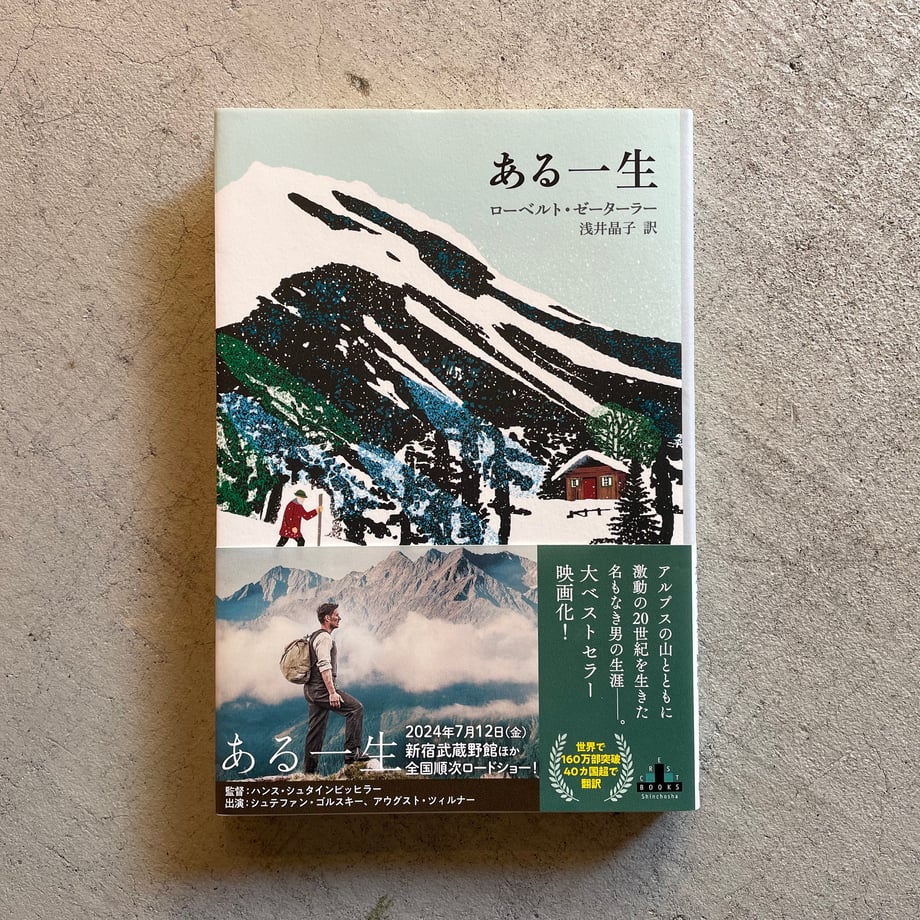 ある一生
ローベルト・ゼーターラー
浅井晶子 訳
アルプスの山とともに
激動の20世紀を生きた
名もなき男の生涯――。
大ベストセラー
映画化！
ある一生
2024年7月12日(金)
新宿武蔵野館ほか
全国順次ロードショー！
監督：ハンス・シュタインビッヒラー
出演：シュテファン・ゴルスキー、アウグスト・ツィルナー
世界で
160万部突破
40ヵ国超で
翻訳
CREST
BOOKS
Shinchosha